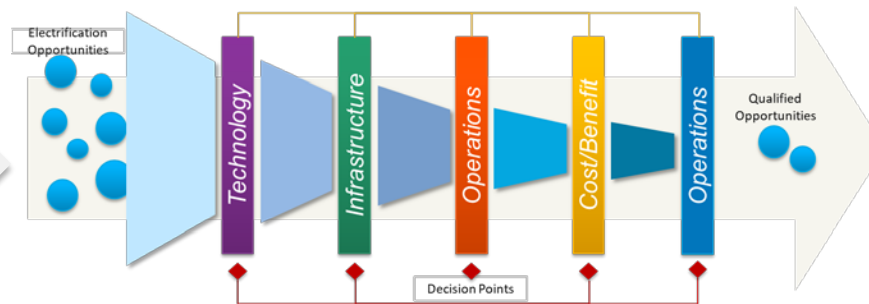 Electrification
Opportunities
Technology
Infrastructure
Operations
Cost/Benefit
Operations
Qualified
Opportunities
Decision Points